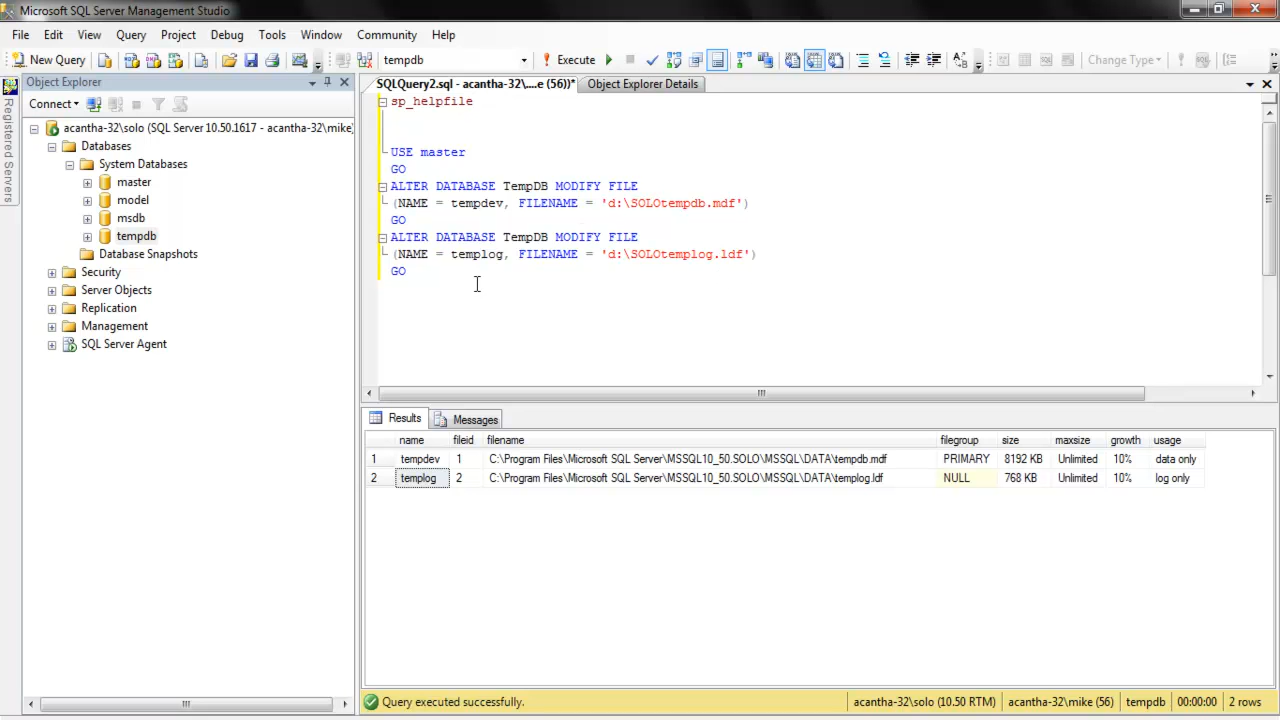 Microsoft SQL Server Management Studio
File Edit View Query Project Debug Tools Window Community Help
New Query tempdb Execute Change Type
Registered Servers
Object Explorer
Connect
acantha-32\solo (SQL Server 10.50.1617 - acantha-32\mike)
Databases
System Databases
master
model
msdb
tempdb
Database Snapshots
Security
Server Objects
Replication
Management
SQL Server Agent
SQLQuery2.sql - acantha-32\....e (56))* Object Explorer Details
sp_helpfile
USE master
GO
ALTER DATABASE TempDB MODIFY FILE
(NAME = tempdev, FILENAME = 'd:\SOLOtempdb.mdf')
GO
ALTER DATABASE TempDB MODIFY FILE
(NAME = templog, FILENAME = 'd:\SOLOtemplog.ldf')
GO
Results Messages
name fileid filename filegroup size maxsize growth usage
1 tempdev 1 C:\Program Files\Microsoft SQL Server\MSSQL10_50.SOLO\MSSQL\DATA\tempdb.mdf PRIMARY 8192 KB Unlimited 10% data only
2 templog 2 C:\Program Files\Microsoft SQL Server\MSSQL10_50.SOLO\MSSQL\DATA\templog.ldf NULL 768 KB Unlimited 10% log only
Query executed successfully. acantha-32\solo (10.50 RTM) acantha-32\mike (56) tempdb 00:00:00 2 rows